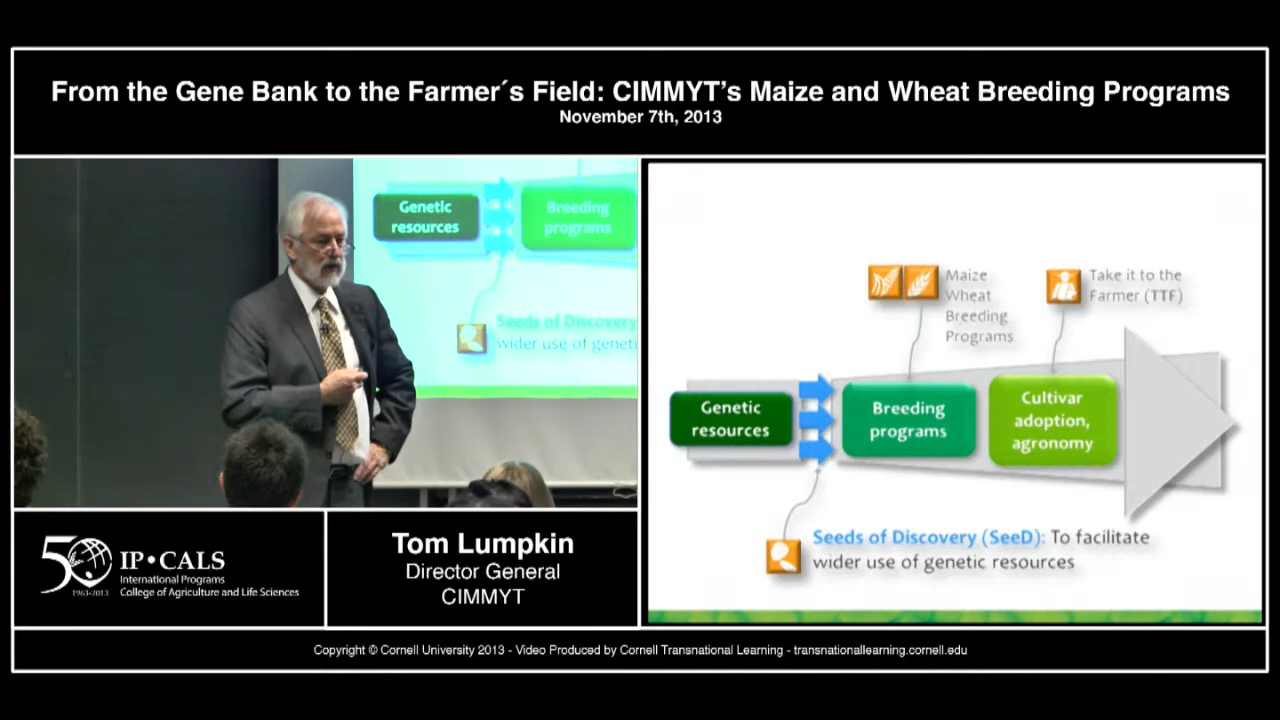 From the Gene Bank to the Farmer´s Field: CIMMYT's Maize and Wheat Breeding Programs
November 7th, 2013
Genetic
resources
Breeding
programs
Seeds of Discovery
wider use of geneti
Maize
Wheat
Breeding
Programs
Take it to the
Farmer (TTF)
Genetic
resources
Breeding
programs
Cultivar
adoption,
agronomy
Seeds of Discovery (SeeD): To facilitate
wider use of genetic resources
50
1963-2013
IP•CALS
International Programs
College of Agriculture and Life Sciences
Tom Lumpkin
Director General
CIMMYT
Copyright © Cornell University 2013 - Video Produced by Cornell Transnational Learning - transnationallearning.cornell.edu